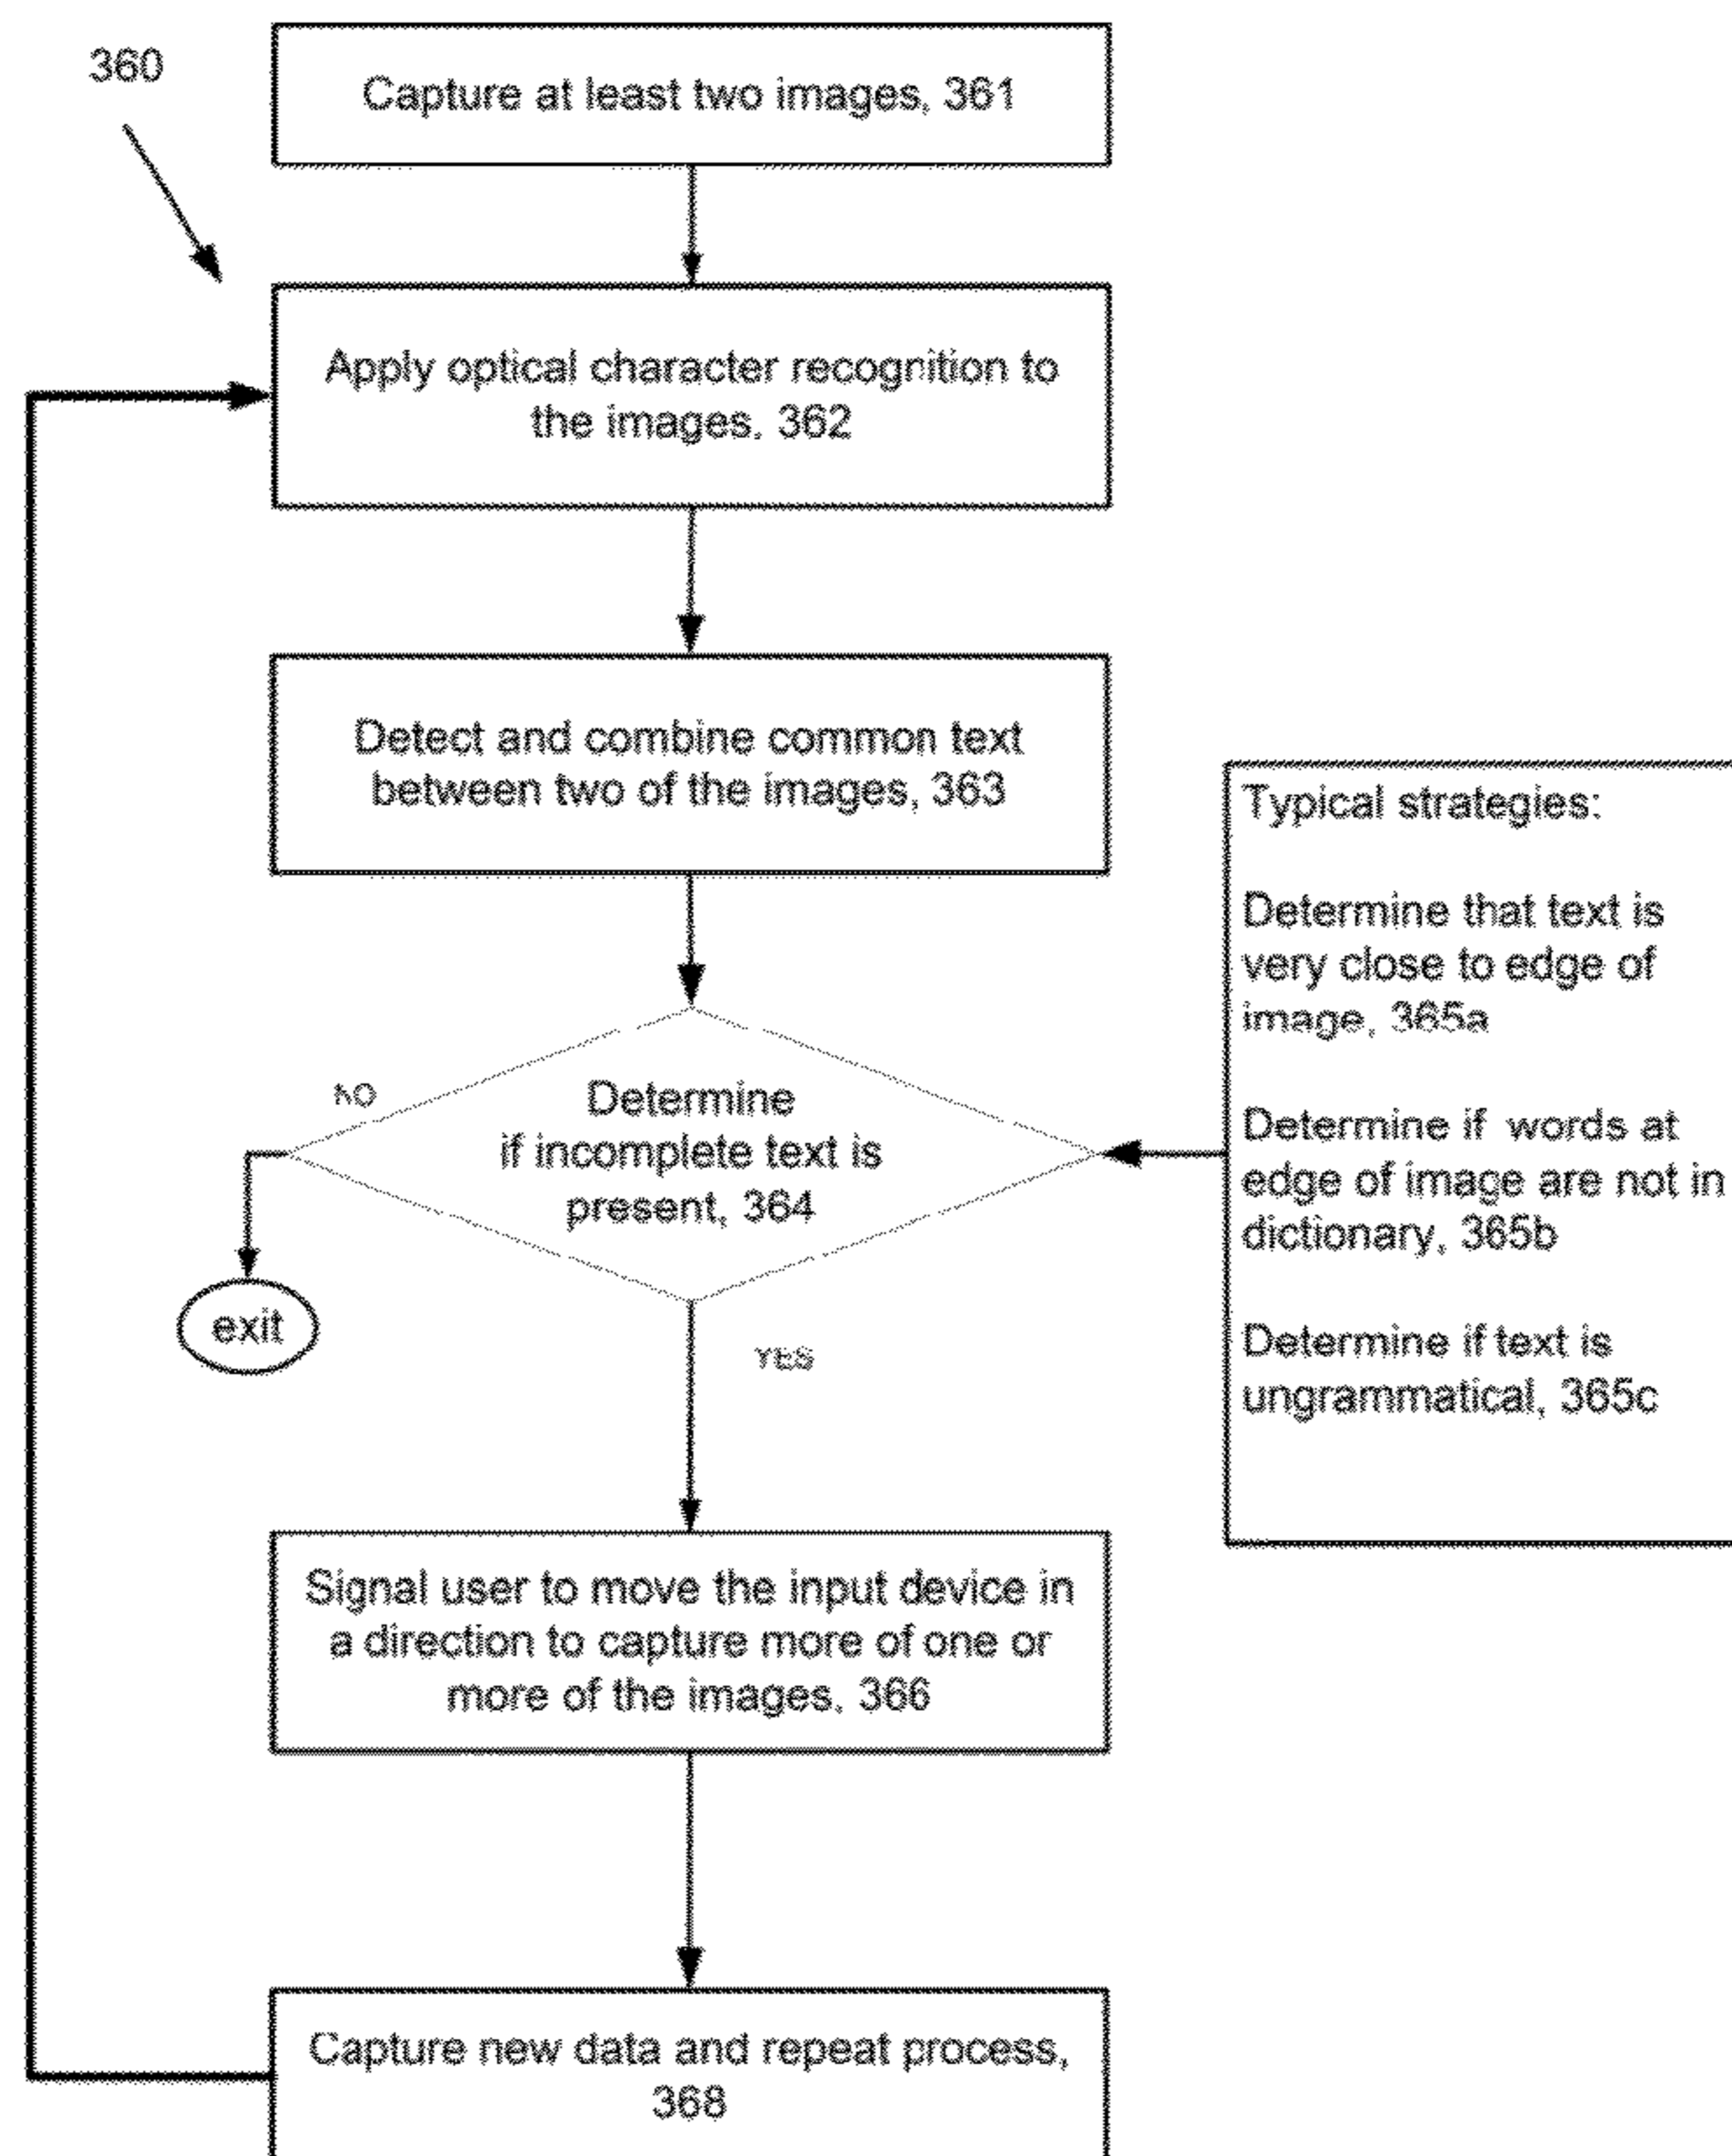 360
Capture at least two images, 361
Apply optical character recognition to
the images, 362
Detect and combine common text
between two of the images, 363
Typical strategies:
Determine that text is
very close to edge of
image, 365a
Determine if words at
edge of image are not in
dictionary, 365b
Determine if text is
ungrammatical, 365c
NO
Determine
if incomplete text is
present, 364
exit
YES
Signal user to move the input device in
a direction to capture more of one or
more of the images, 366
Capture new data and repeat process,
368